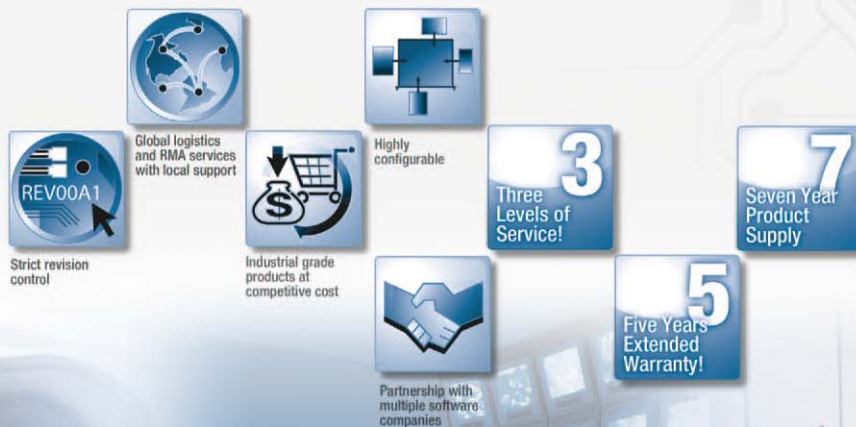 Global logistics
and RMA services
with local support
Highly
configurable
REV00A1
Strict revision
control
$
Industrial grade
products at
competitive cost
3
Three
Levels of
Service!
7
Seven Year
Product
Supply
Partnership with
multiple software
companies
5
Five Years
Extended
Warranty!